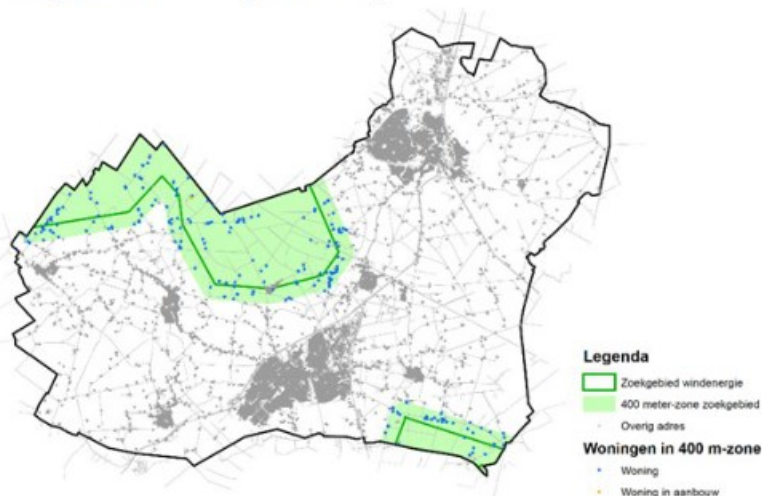 Legenda
Zoekgebied windenergie
400 meter-zone zoekgebied
Overig adres
Woningen in 400 m-zone
Woning
Woning in aanbouw